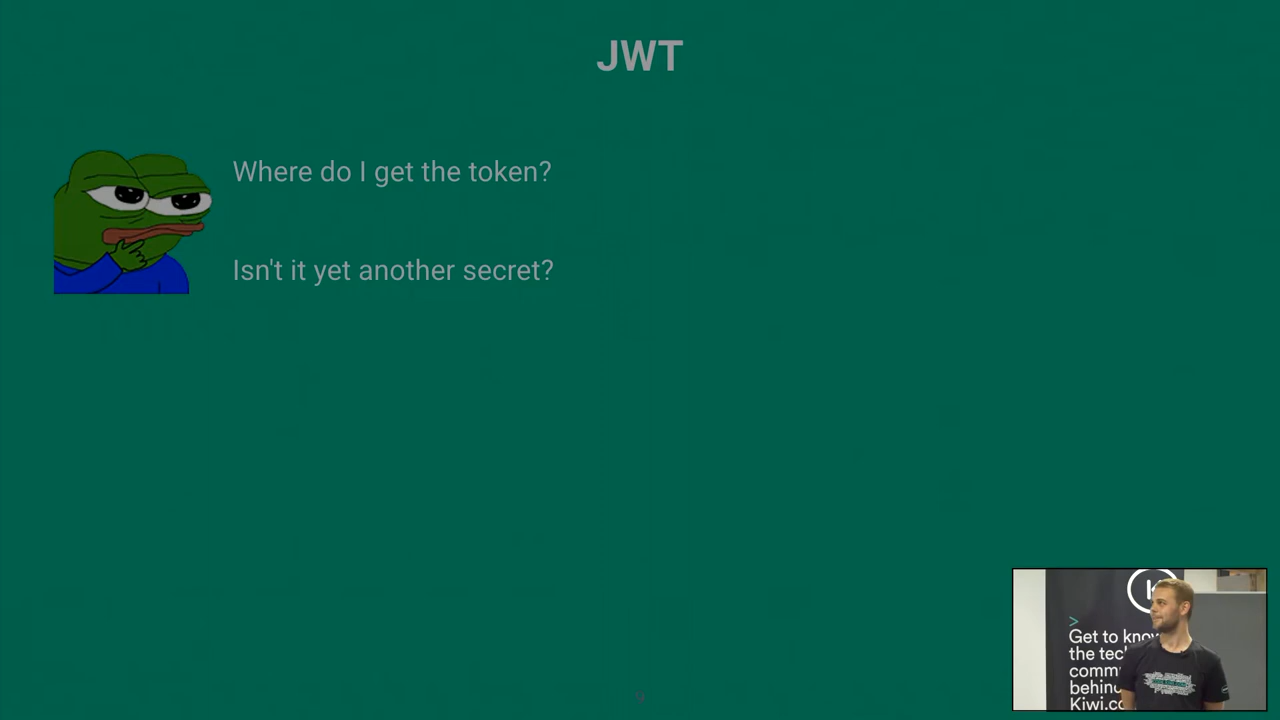 JWT
Where do I get the token?
Isn't it yet another secret?
9
K
>
Get to know
the tec
comm
behin
Kiwi.c